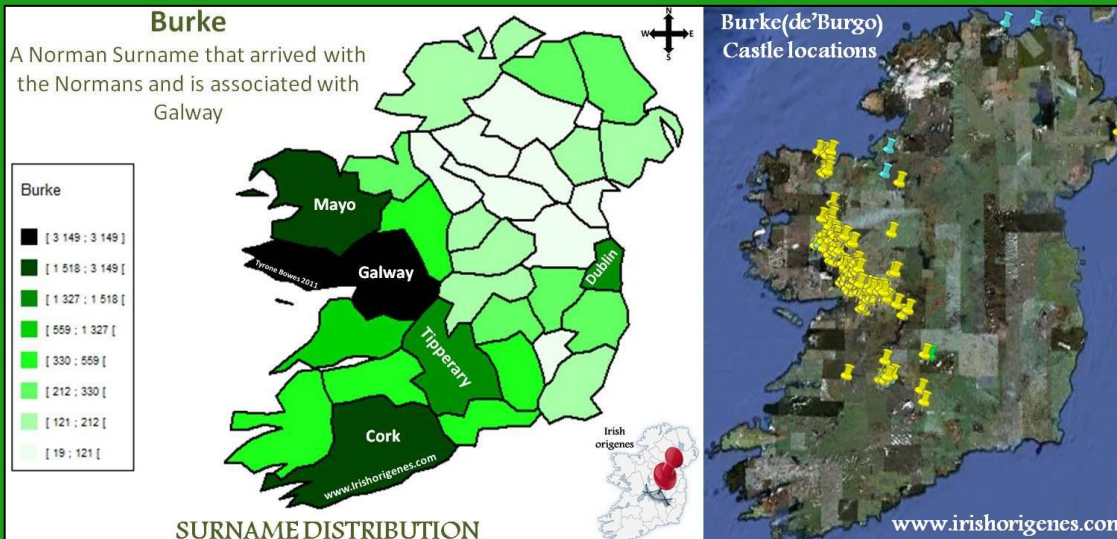 Burke
A Norman Surname that arrived with
the Normans and is associated with
Galway
N
W E
S
Burke
[ 3 149 ; 3 149 ]
[ 1 518 ; 3 149 [
[ 1 327 ; 1 518 [
[ 559 ; 1 327 [
[ 330 ; 559 [
[ 212 ; 330 [
[ 121 ; 212 [
[ 19 ; 121 [
Mayo
Tyrone Bowes 2011
Galway
Dublin
Tipperary
Cork
www.Irishorigenes.com
Irish
origenes
SURNAME DISTRIBUTION
Burke(de'Burgo)
Castle locations
www.irishorigenes.com